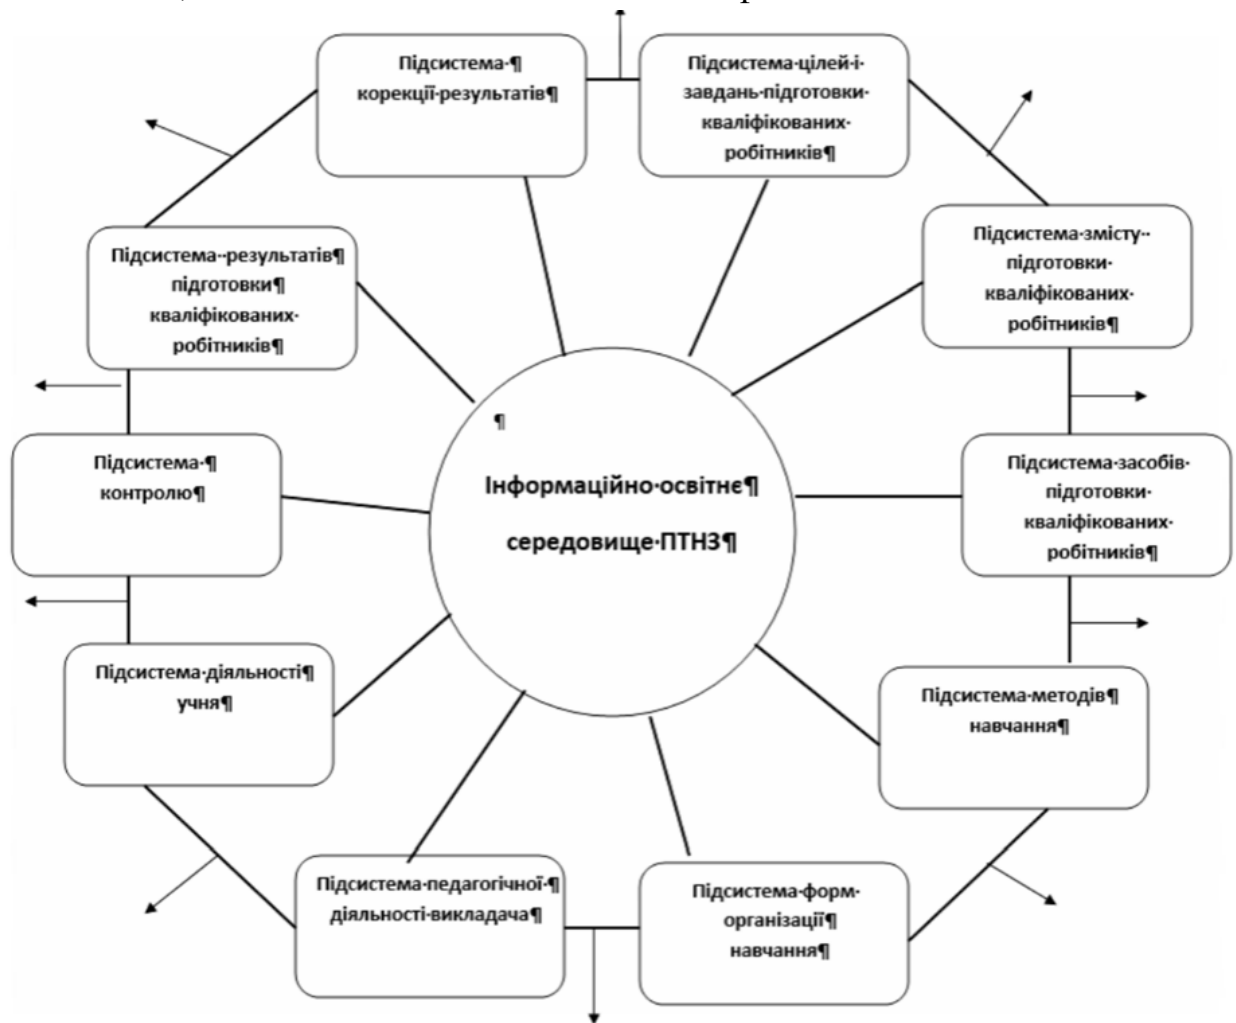 Підсистема·¶
корекції·результатів¶
Підсистема·цілей·і·
завдань·підготовки·
кваліфікованих·
робітників¶
Підсистема·змісту··
підготовки·
кваліфікованих·
робітників¶
Підсистема··результатів¶
підготовки¶
кваліфікованих·
робітників¶
¶
Інформаційно·освітнє¶
середовище·ПТНЗ¶
Підсистема·¶
контролю¶
Підсистема·засобів·
підготовки·
кваліфікованих·
робітників¶
Підсистема·діяльності¶
учня¶
Підсистема·методів¶
навчання¶
Підсистема·педагогічної·¶
діяльності·викладача¶
Підсистема·форм·
організації¶
навчання¶